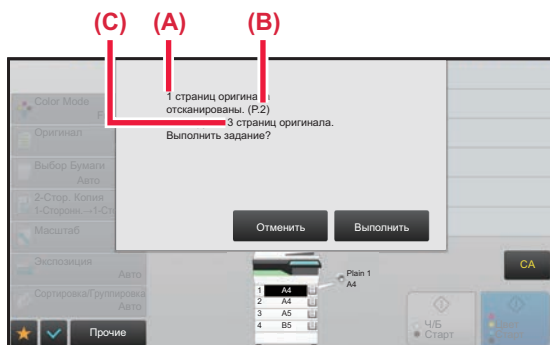 (C) (A) (B)
1 страниц оригинала
отсканированы. (P.2)
3 страниц оригинала.
Выполнить задание?
Отменить
Выполнить
Color Mode
Оригинал
Выбор Бумаги
Авто
2-Стор. Копия
1-Сторонн.→1-Сто
Масштаб
Экспозиция
Авто
Сортировка/Группировка
Авто
Прочие
Plain 1
A4
1 A4
2 A4
3 A5
4 B5
CA
Ч/Б
Старт